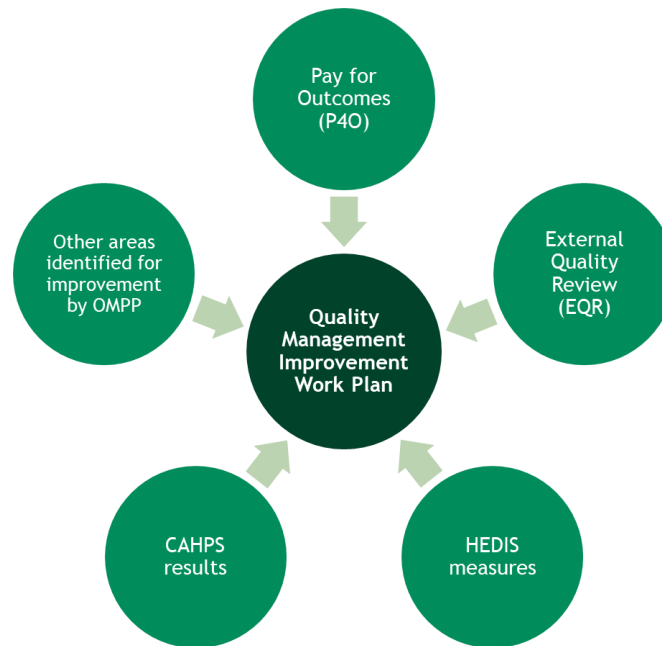 Pay for
Outcomes
(P4O)
Other areas
identified for
improvement
by OMPP
External
Quality
Review
(EQR)
Quality
Management
Improvement
Work Plan
CAHPS
results
HEDIS
measures